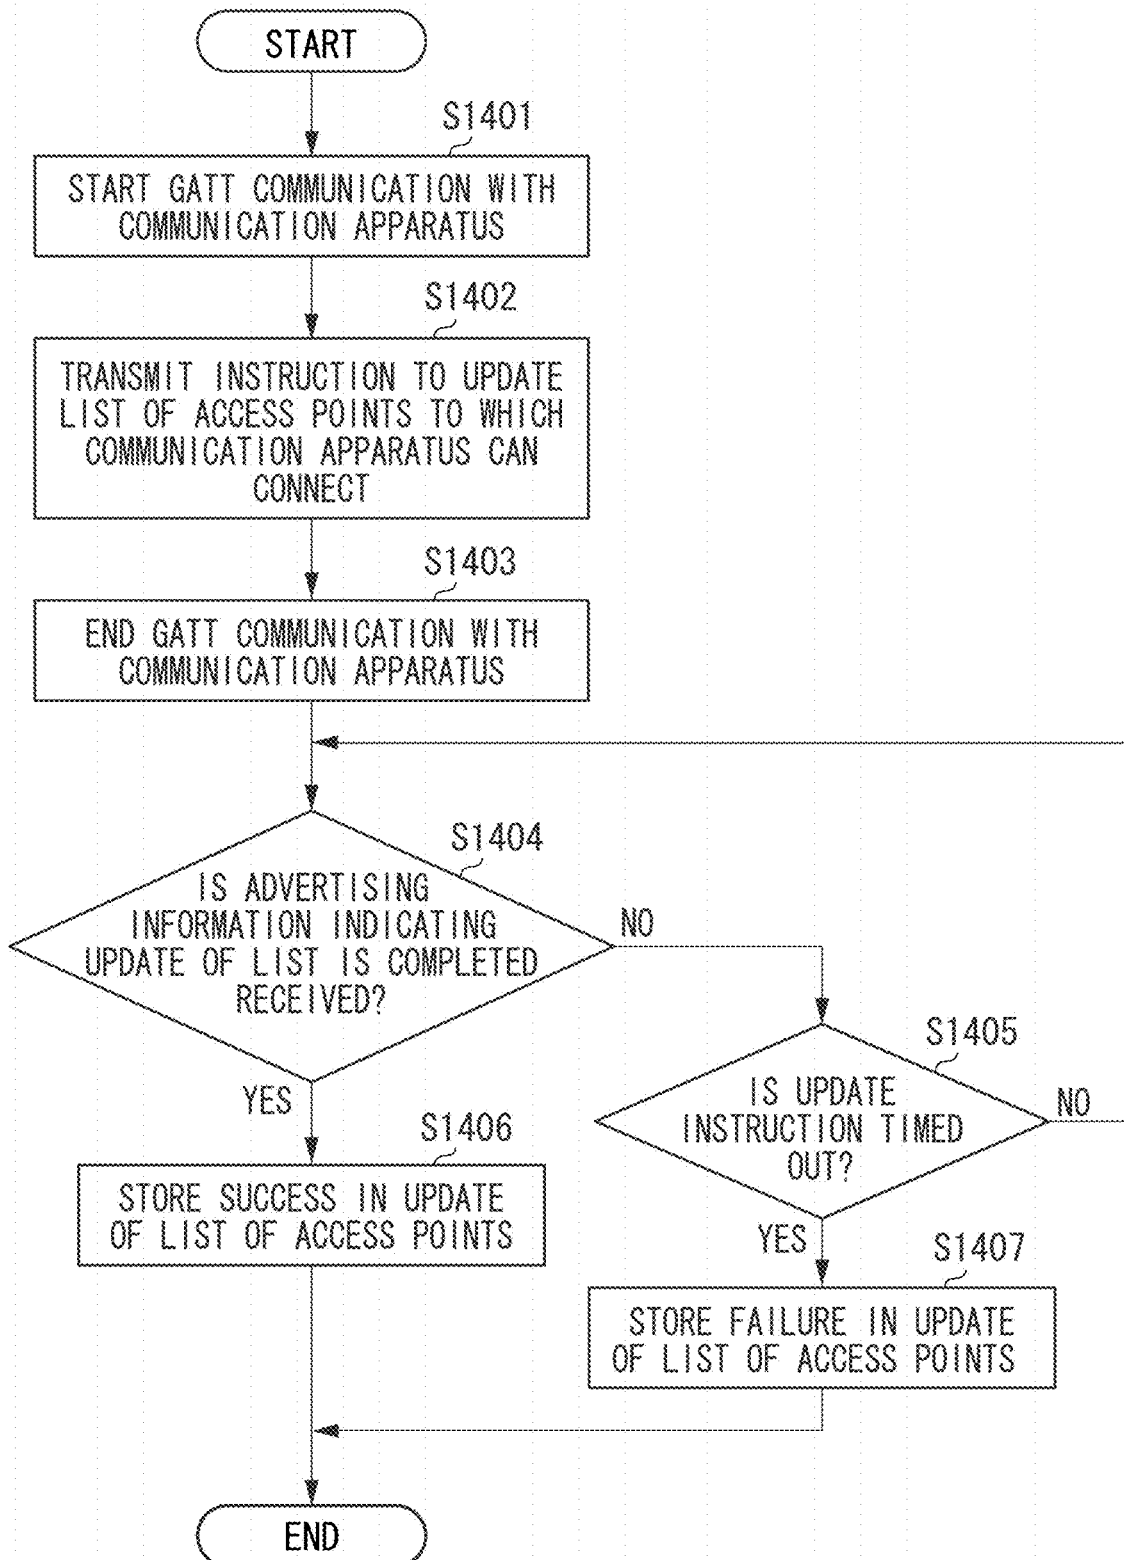 START
S1401
START GATT COMMUNICATION WITH
COMMUNICATION APPARATUS
S1402
TRANSMIT INSTRUCTION TO UPDATE
LIST OF ACCESS POINTS TO WHICH
COMMUNICATION APPARATUS CAN
CONNECT
S1403
END GATT COMMUNICATION WITH
COMMUNICATION APPARATUS
S1404
IS ADVERTISING
INFORMATION INDICATING
UPDATE OF LIST IS COMPLETED
RECEIVED?
NO
S1405
IS UPDATE
INSTRUCTION TIMED
OUT?
NO
YES
S1406
STORE SUCCESS IN UPDATE
OF LIST OF ACCESS POINTS
YES
S1407
STORE FAILURE IN UPDATE
OF LIST OF ACCESS POINTS
END